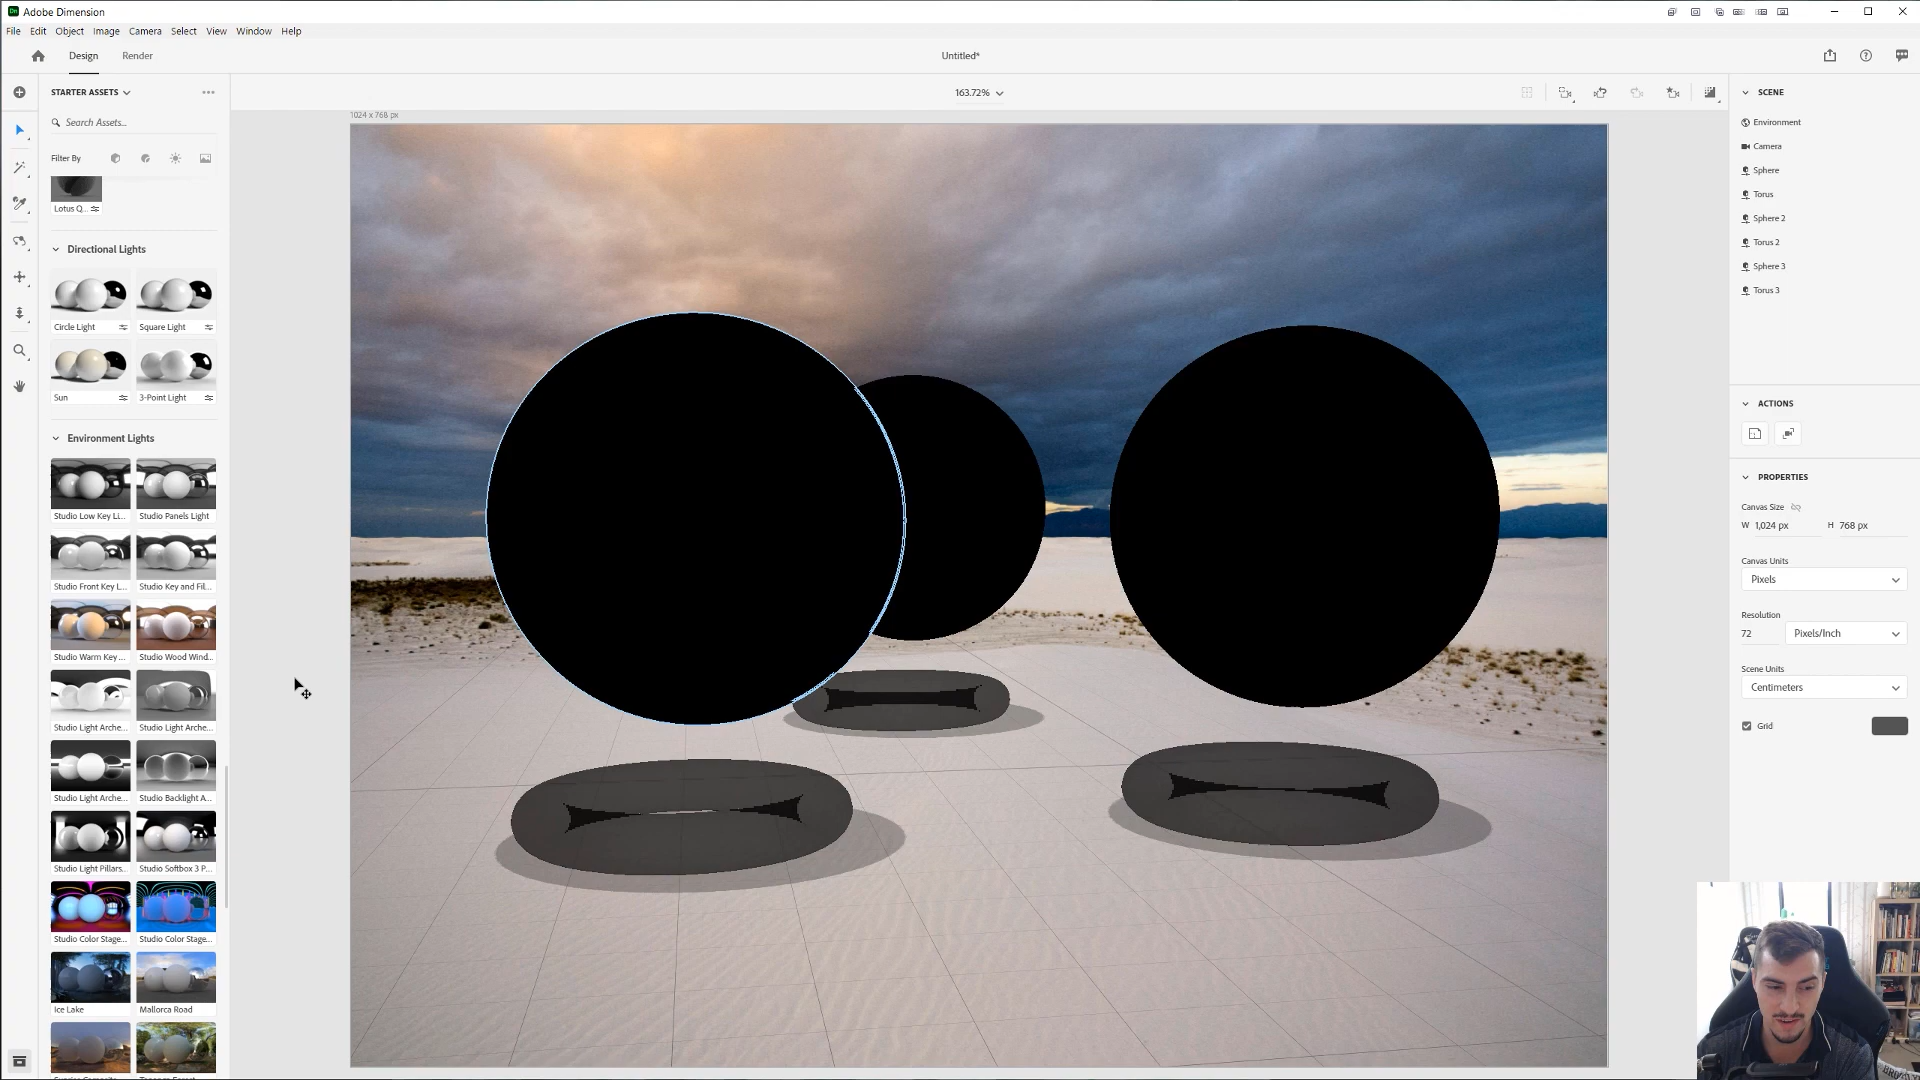 Adobe Dimension
File Edit Object Image Camera Select View Window Help
Design Render Untitled*
STARTER ASSETS
163.72%
SCENE
1024 x 768 px
Search Assets...
Environment
Camera
Filter By
Sphere
Torus
Lotus Q...
Sphere 2
Torus 2
Directional Lights
Sphere 3
Torus 3
Circle Light Square Light
Sun 3-Point Light
ACTIONS
Environment Lights
PROPERTIES
Studio Low Key Li... Studio Panels Light
Canvas Size
W 1,024 px H 768 px
Canvas Units
Pixels
Studio Front Key L... Studio Key and Fil...
Resolution
72 Pixels/Inch
Studio Warm Key ... Studio Wood Wind...
Scene Units
Centimeters
Studio Light Arche... Studio Light Arche...
Grid
Studio Light Arche... Studio Backlight A...
Studio Light Pillars... Studio Softbox 3 P...
Studio Color Stage... Studio Color Stage...
Ice Lake Mallorca Road